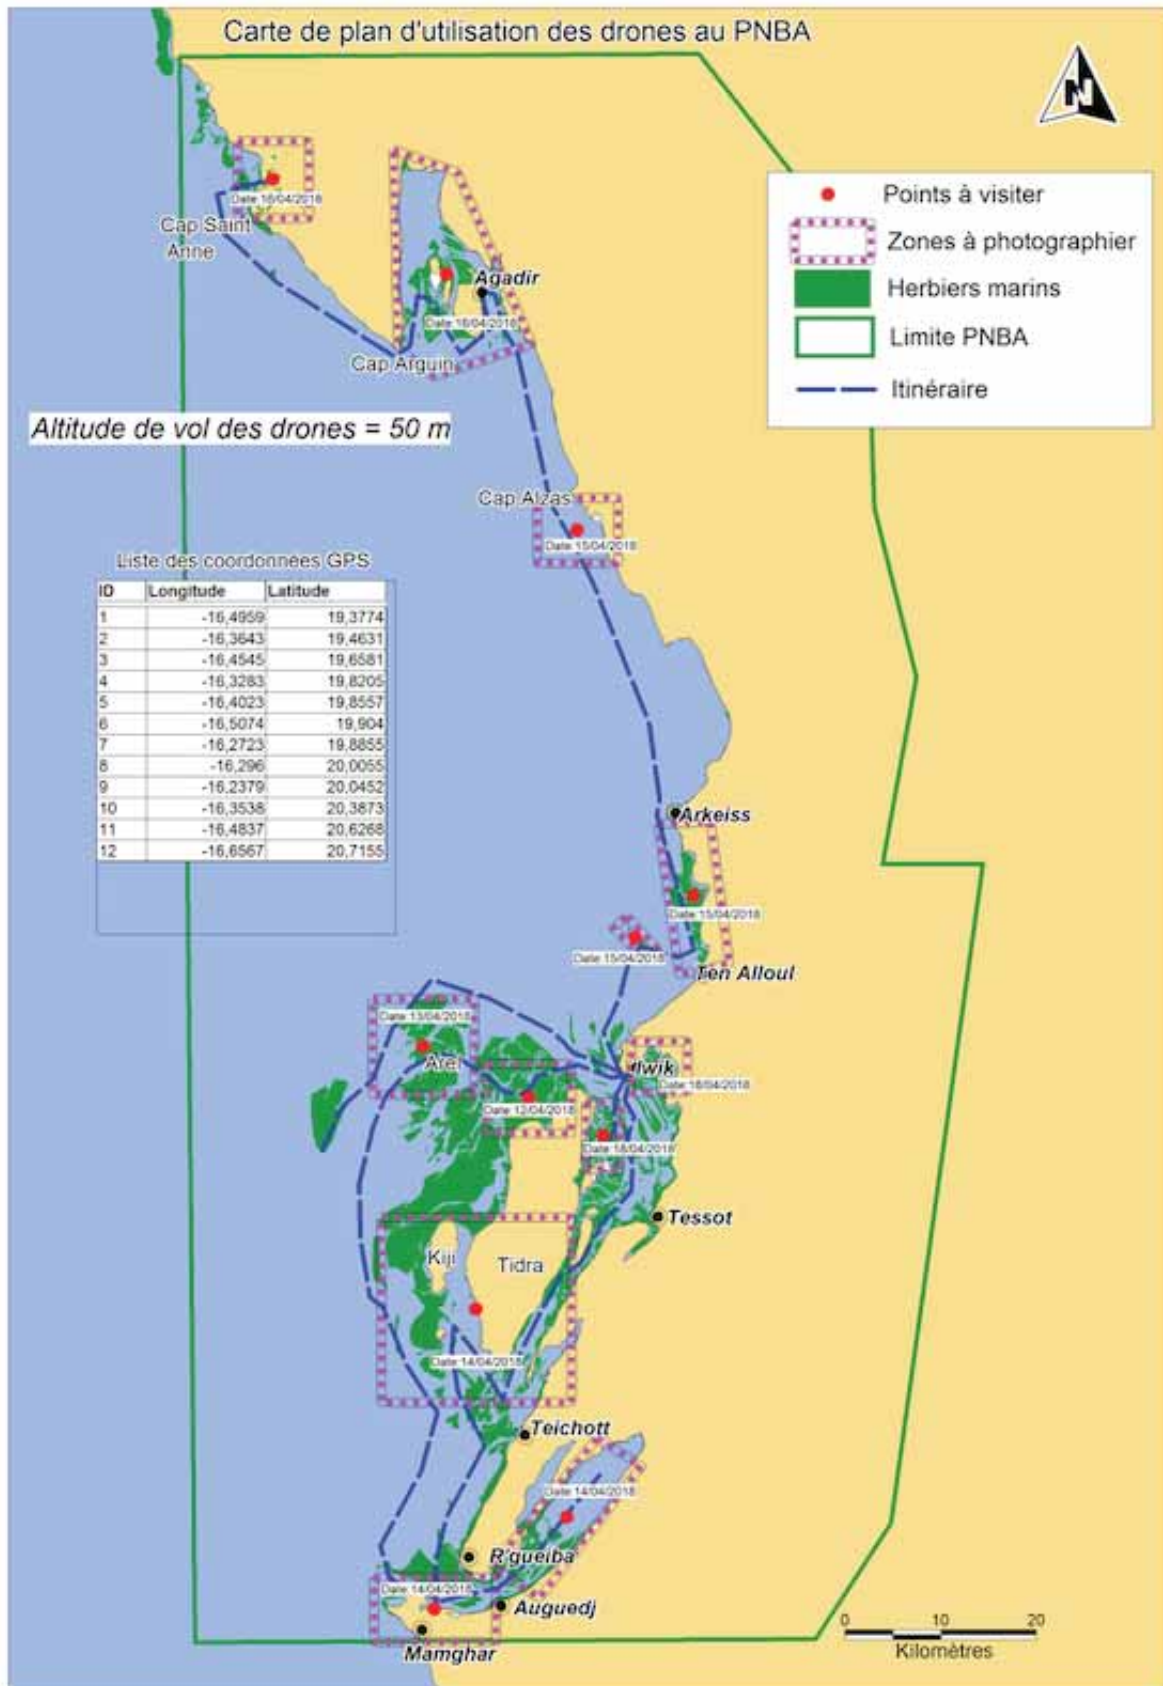 Carte de plan d'utilisation des drones au PNBA
N
Points à visiter
Zones à photographier
Herbiers marins
Limite PNBA
Itinéraire
Date:16/04/2018
Cap Saint
Anne
Agadir
Date:16/04/2018
Cap Arguin
Altitude de vol des drones = 50 m
Cap Alzas
Date:15/04/2018
Liste des coordonnées GPS
ID Longitude Latitude
1 -16,4959 19,3774
2 -16,3643 19,4631
3 -16,4545 19,6581
4 -16,3283 19,8205
5 -16,4023 19,8557
6 -16,5074 19,904
7 -16,2723 19,8855
8 -16,296 20,0055
9 -16,2379 20,0452
10 -16,3538 20,3873
11 -16,4837 20,6268
12 -16,6567 20,7155
Arkeiss
Date:15/04/2018
Date:15/04/2018
Ten Alloul
Date:13/04/2018
Arel
Iwik
Date:18/04/2018
Date:12/04/2018
Date:18/04/2018
Tessot
Kiji
Tidra
Date:14/04/2018
Teichott
Date:14/04/2018
R'gueiba
Date:14/04/2018
Auguedj
Mamghar
0 10 20
Kilomètres